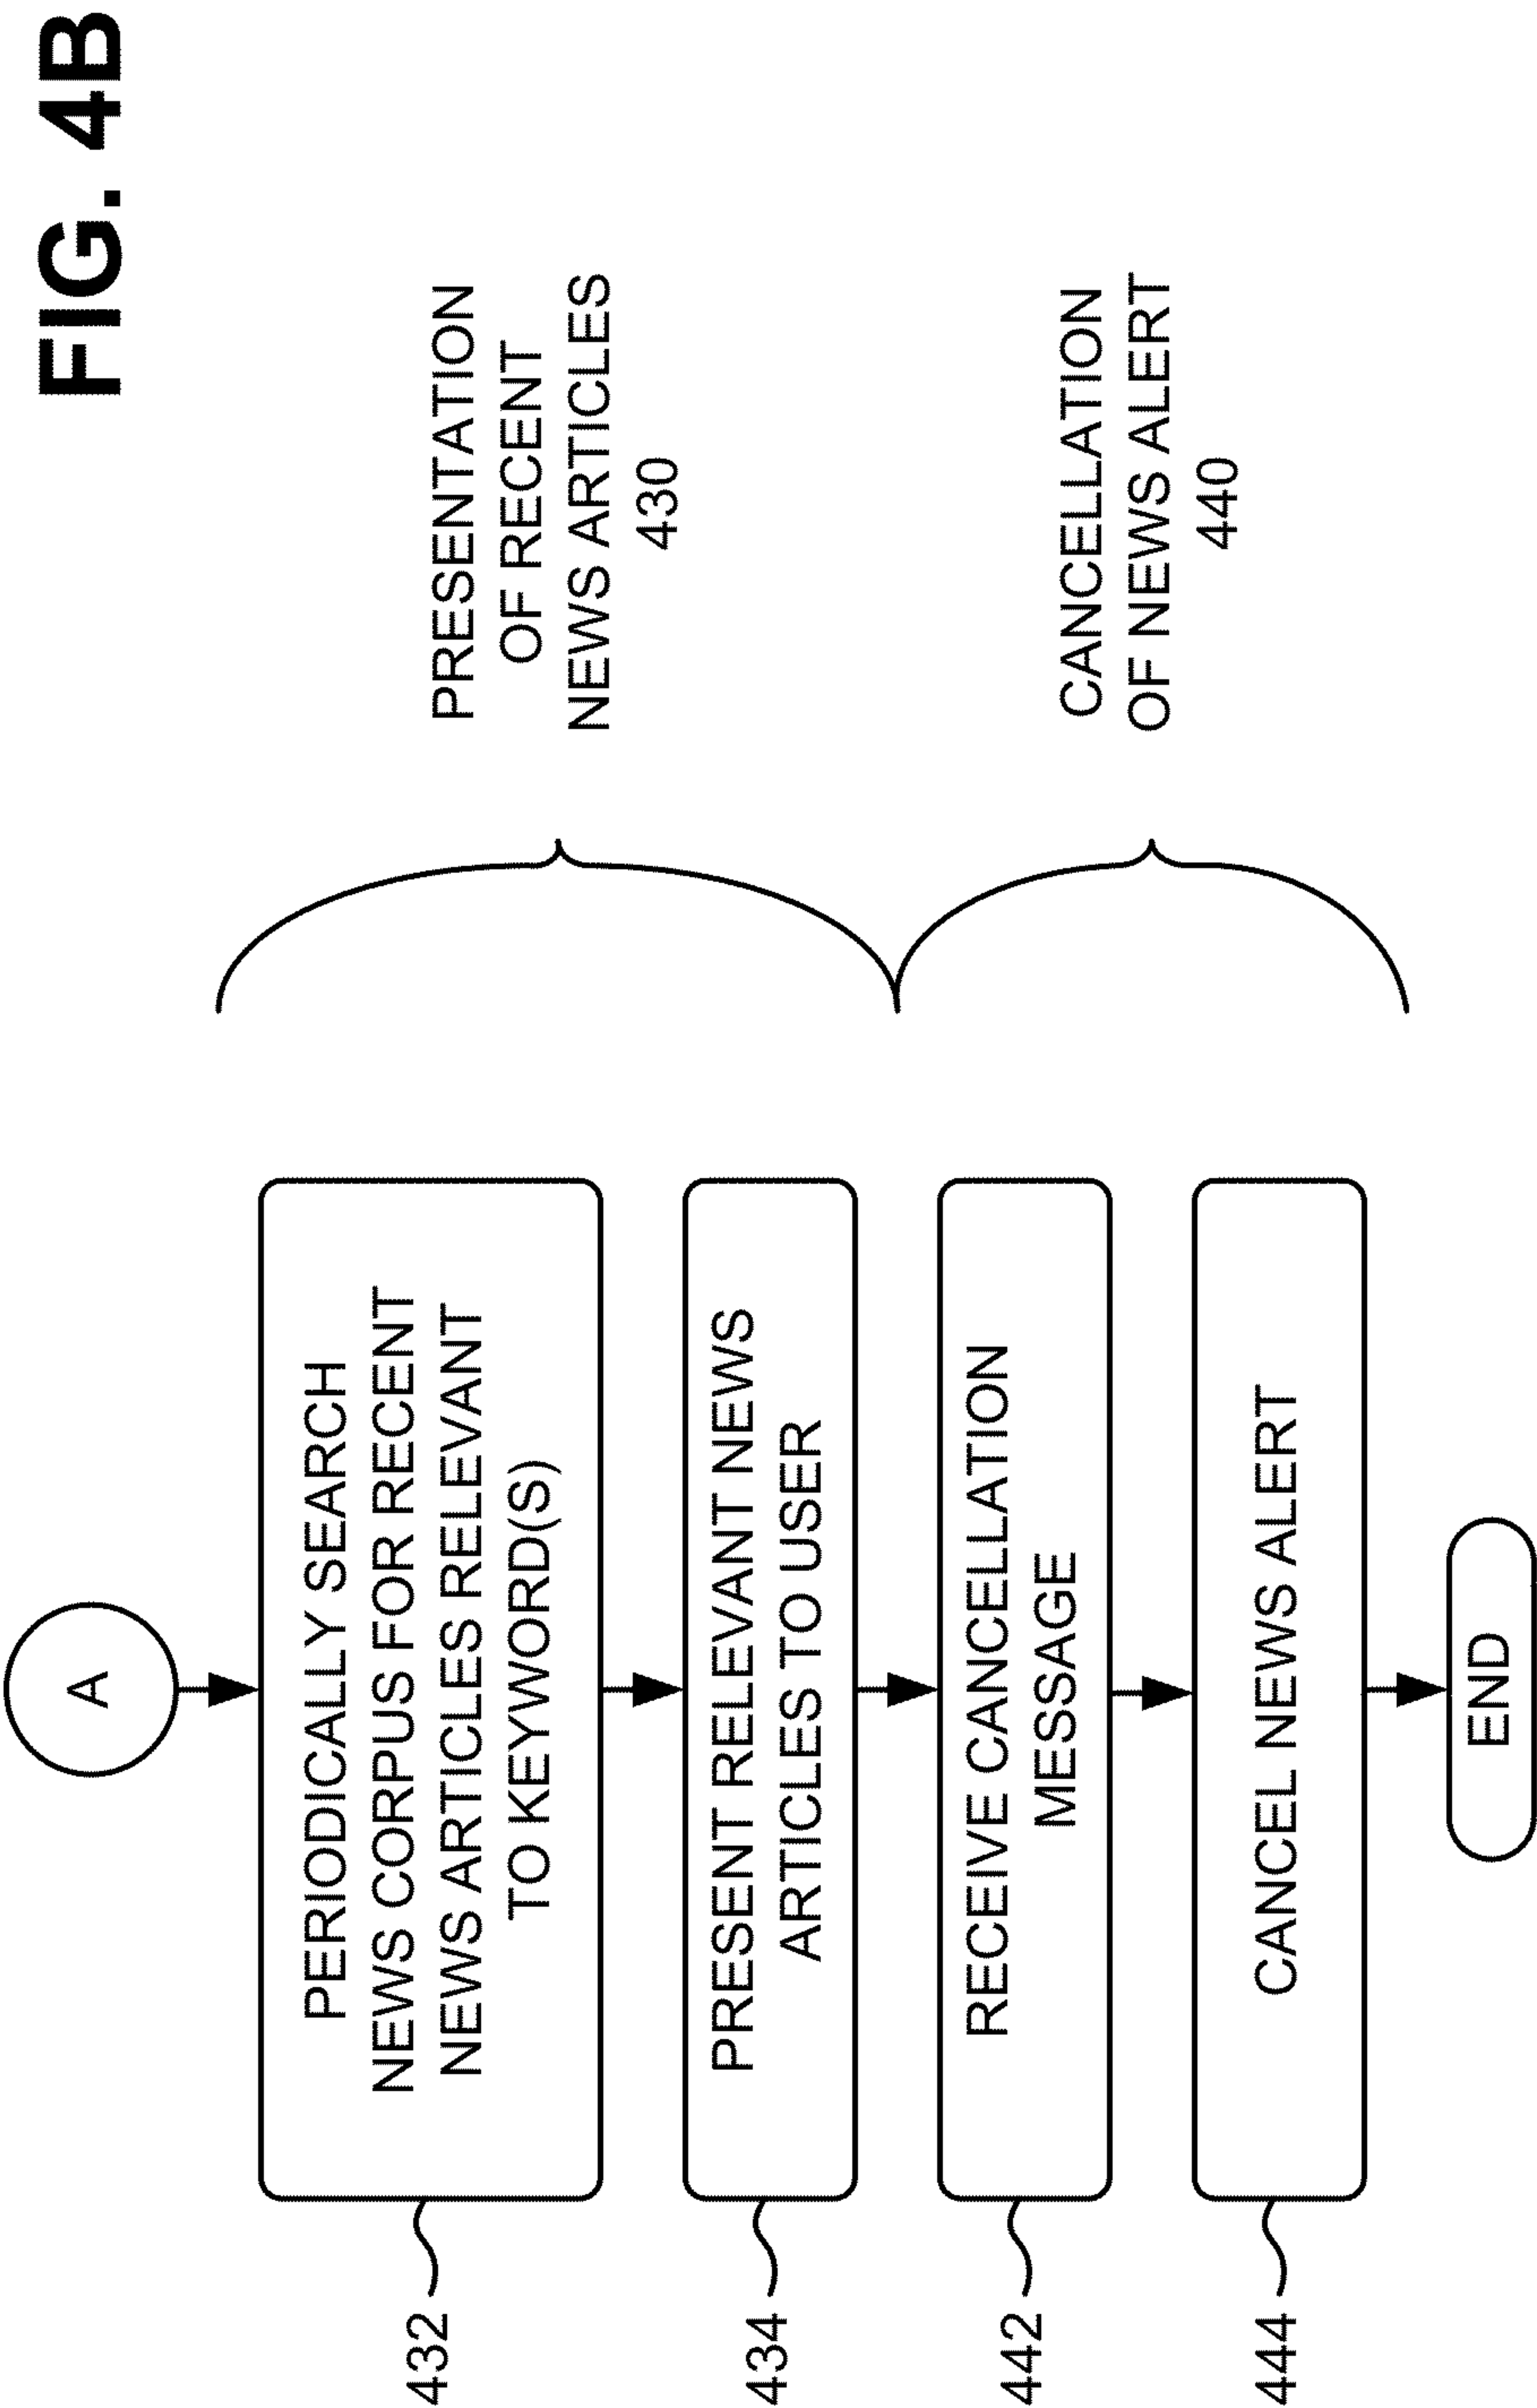 FIG. 4B
A
PERIODICALLY SEARCH
NEWS CORPUS FOR RECENT
NEWS ARTICLES RELEVANT
TO KEYWORD(S)
432
PRESENTATION
OF RECENT
NEWS ARTICLES
430
PRESENT RELEVANT NEWS
ARTICLES TO USER
434
RECEIVE CANCELLATION
MESSAGE
442
CANCELLATION
OF NEWS ALERT
440
CANCEL NEWS ALERT
444
END